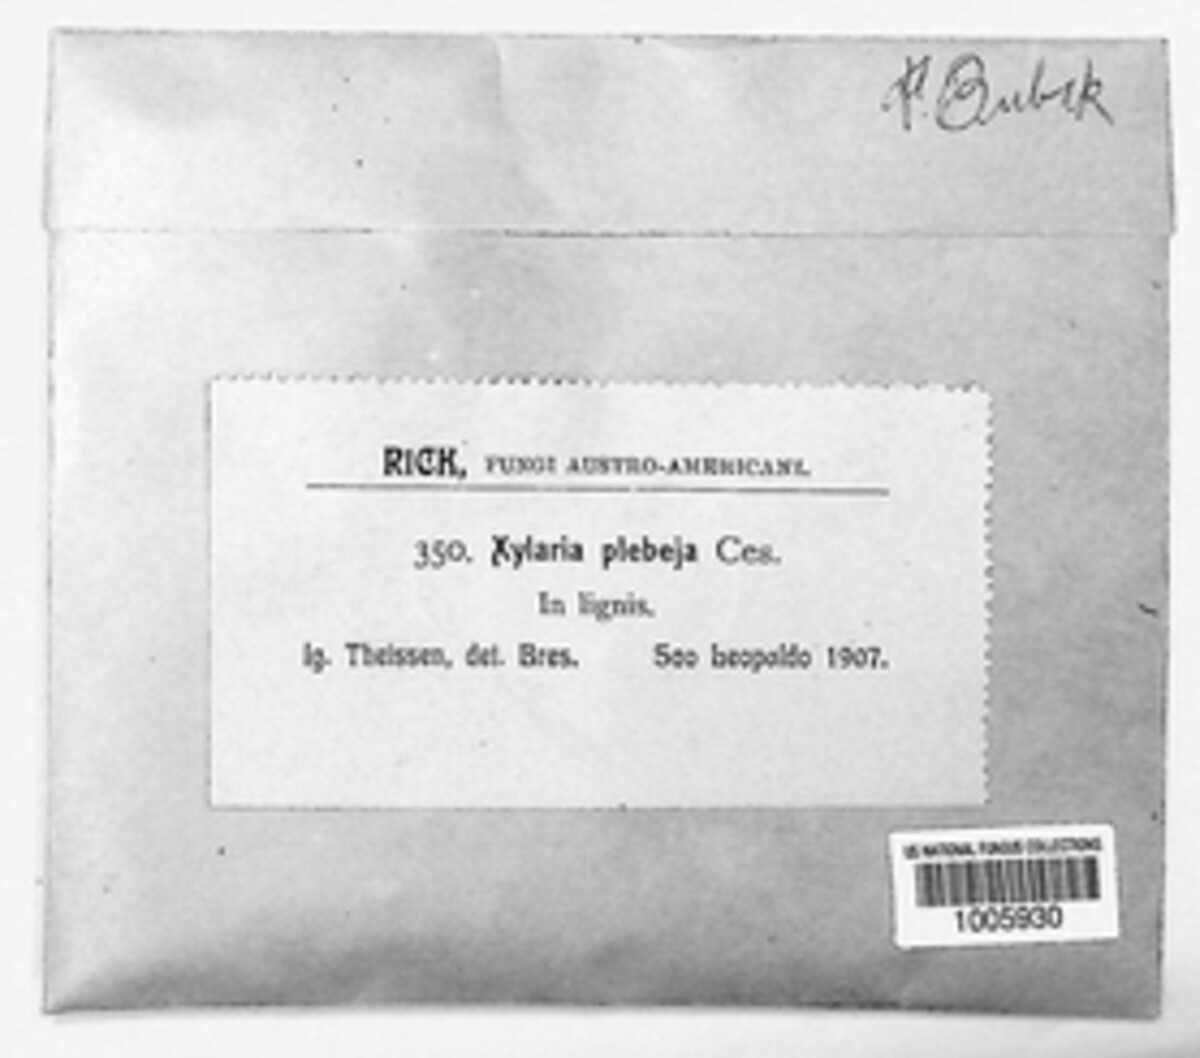 F. Bubak
RICK, FUNGI AUSTRO-AMERICANI.
350. Xylaria plebeja Ces.
In lignis.
lg. Theissen, det. Bres. Sao Leopoldo 1907.
US NATIONAL FUNGUS COLLECTIONS
1005930